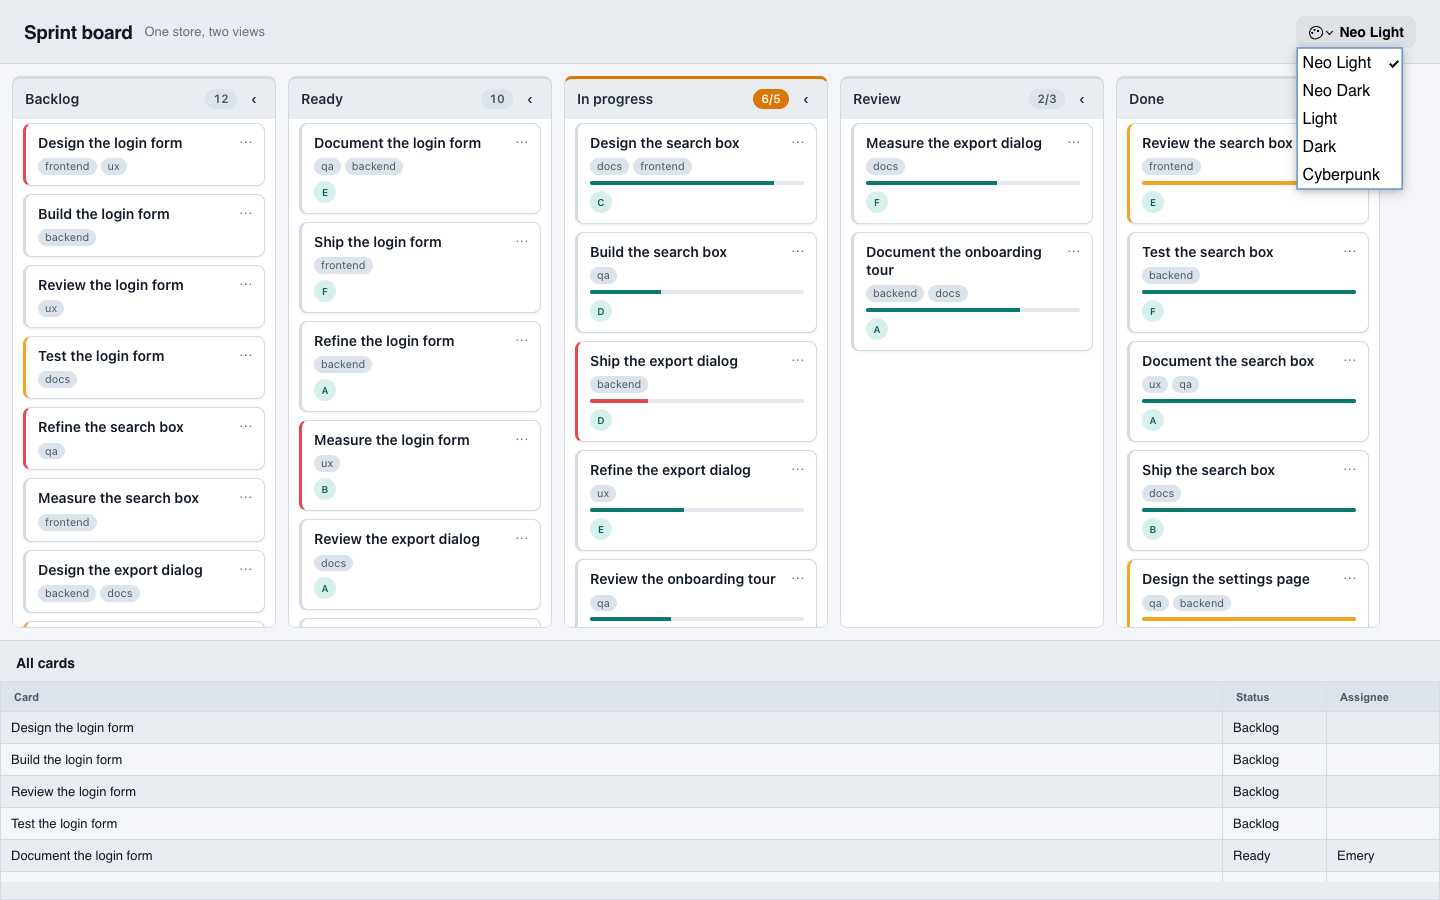 Sprint board
One store, two views
Neo Light
Neo Light
Neo Dark
Light
Dark
Cyberpunk
Backlog
12
Design the login form
frontend
ux
Build the login form
backend
Review the login form
ux
Test the login form
docs
Refine the search box
qa
Measure the search box
frontend
Design the export dialog
backend
docs
Ready
10
Document the login form
qa
backend
E
Ship the login form
frontend
F
Refine the login form
backend
A
Measure the login form
ux
B
Review the export dialog
docs
A
In progress
6/5
Design the search box
docs
frontend
C
Build the search box
qa
D
Ship the export dialog
backend
D
Refine the export dialog
ux
E
Review the onboarding tour
qa
Review
2/3
Measure the export dialog
docs
F
Document the onboarding
tour
backend
docs
A
Done
Review the search box
frontend
E
Test the search box
backend
F
Document the search box
ux
qa
A
Ship the search box
docs
B
Design the settings page
qa
backend
All cards
Card
Status
Assignee
Design the login form
Backlog
Build the login form
Backlog
Review the login form
Backlog
Test the login form
Backlog
Document the login form
Ready
Emery